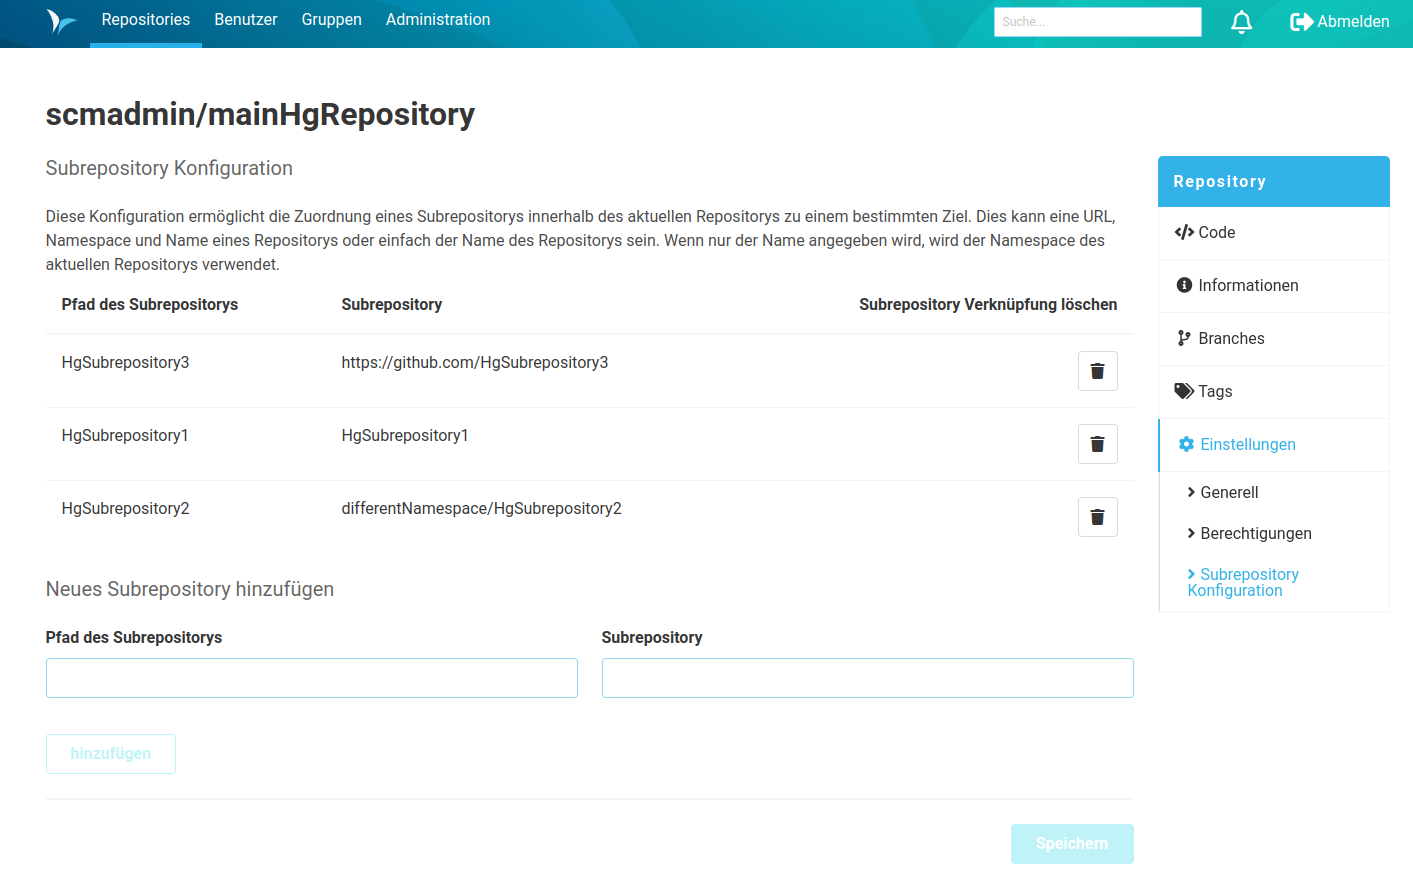 Repositories Benutzer Gruppen Administration Suche... Abmelden
scmadmin/mainHgRepository
Subrepository Konfiguration
Diese Konfiguration ermöglicht die Zuordnung eines Subrepositorys innerhalb des aktuellen Repositorys zu einem bestimmten Ziel. Dies kann eine URL,
Namespace und Name eines Repositorys oder einfach der Name des Repositorys sein. Wenn nur der Name angegeben wird, wird der Namespace des
aktuellen Repositorys verwendet.
Pfad des Subrepositorys Subrepository Subrepository Verknüpfung löschen
HgSubrepository3 https://github.com/HgSubrepository3
HgSubrepository1 HgSubrepository1
HgSubrepository2 differentNamespace/HgSubrepository2
Neues Subrepository hinzufügen
Pfad des Subrepositorys Subrepository
hinzufügen
Speichern
Repository
Code
Informationen
Branches
Tags
Einstellungen
Generell
Berechtigungen
Subrepository
Konfiguration